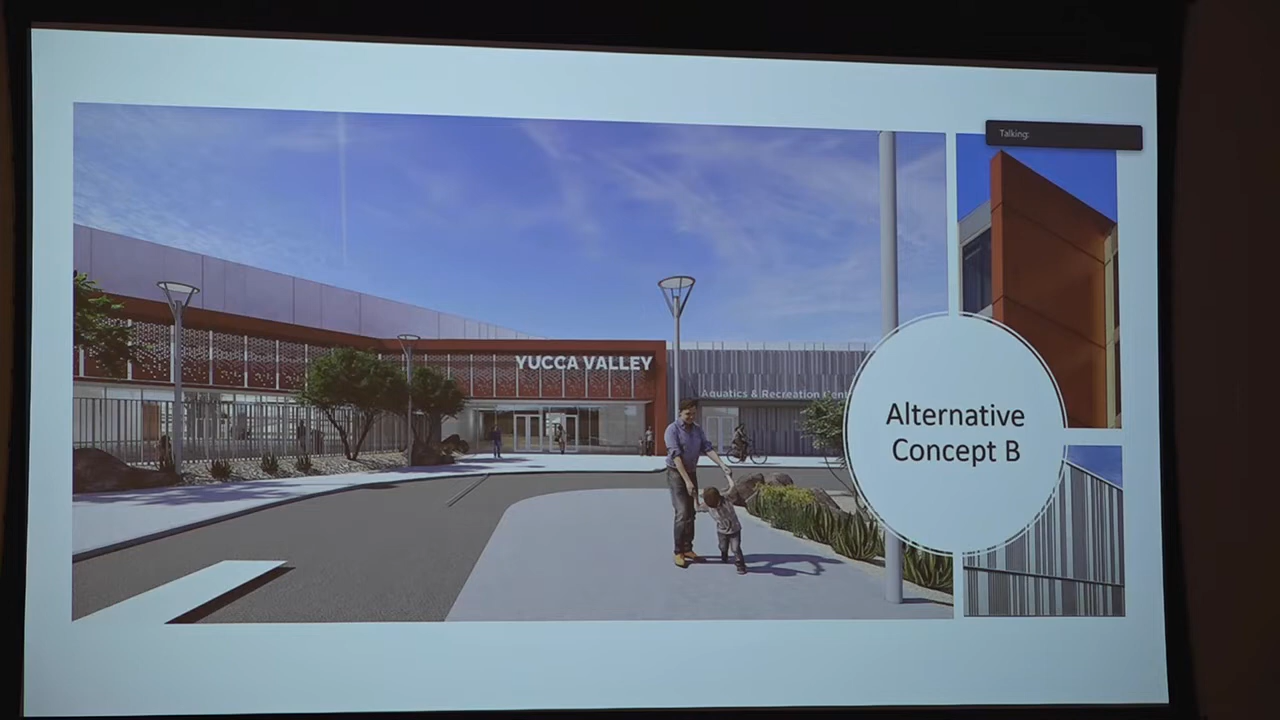 Talking:
YUCCA VALLEY
Aquatics & Recreation
Alternative
Concept B